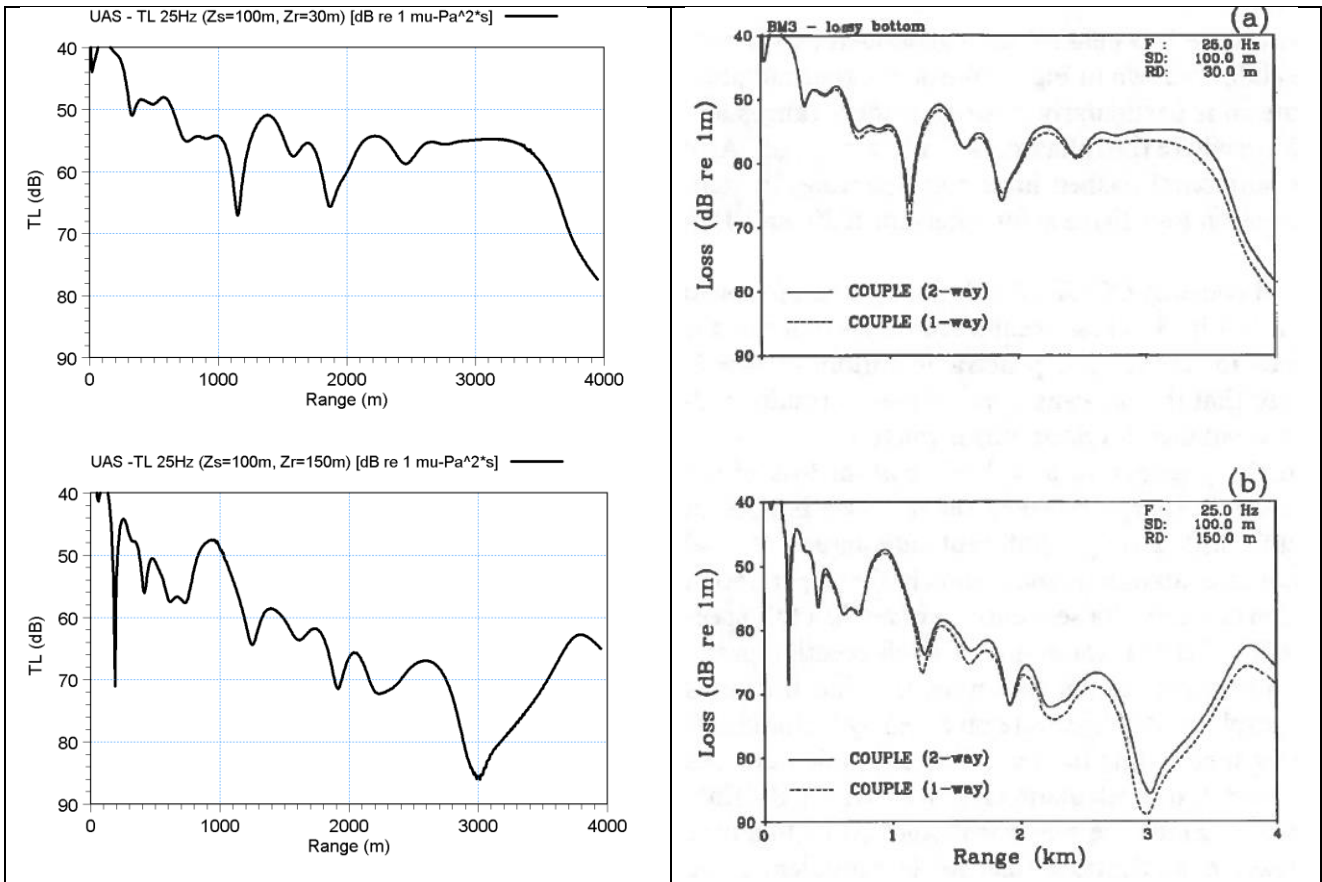 UAS - TL 25Hz (Zs=100m, Zr=30m) [dB re 1 mu-Pa^2*s]
40
50
60
70
80
90
TL (dB)
0 1000 2000 3000 4000
Range (m)
UAS -TL 25Hz (Zs=100m, Zr=150m) [dB re 1 mu-Pa^2*s]
40
50
60
70
80
90
TL (dB)
0 1000 2000 3000 4000
Range (m)
(a)
BM3 - lossy bottom
F : 25.0 Hz
SD: 100.0 m
RD: 30.0 m
40
50
60
70
80
90
Loss (dB re 1m)
COUPLE (2-way)
COUPLE (1-way)
(b)
F : 25.0 Hz
SD: 100.0 m
RD: 150.0 m
40
50
60
70
80
90
Loss (dB re 1m)
COUPLE (2-way)
COUPLE (1-way)
0 1 2 3 4
Range (km)